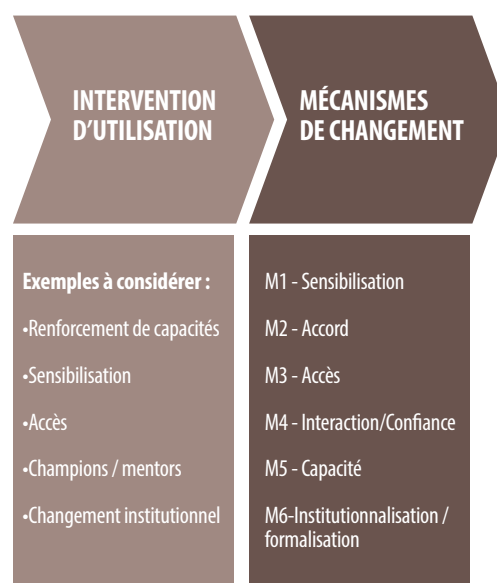 INTERVENTION
D’UTILISATION
MÉCANISMES
DE CHANGEMENT
Exemples à considérer :
•Renforcement de capacités
•Sensibilisation
•Accès
•Champions / mentors
•Changement institutionnel
M1 - Sensibilisation
M2 - Accord
M3 - Accès
M4 - Interaction/Confiance
M5 - Capacité
M6-Institutionnalisation /
formalisation